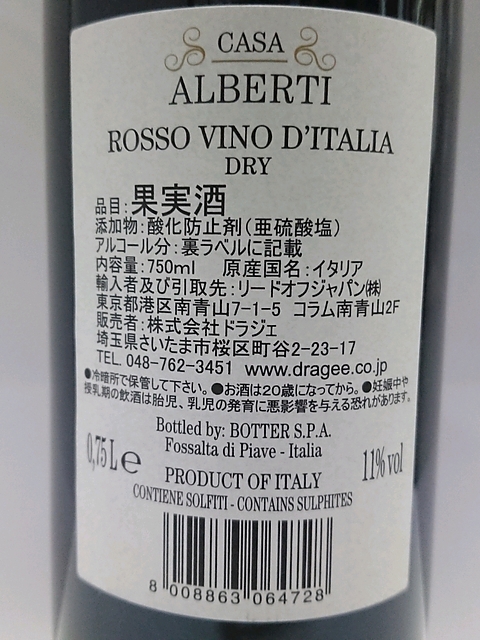 CASA
ALBERTI
ROSSO VINO D'ITALIA
DRY
品目:果実酒
添加物:酸化防止剤(亜硫酸塩)
アルコール分:裏ラベルに記載
内容量:750ml 原産国名:イタリア
輸入者及び引取先:リードオフジャパン㈱
東京都港区南青山7-1-5 コラム南青山2F
販売者:株式会社ドラジェ
埼玉県さいたま市桜区町谷2-23-17
TEL 048-762-3451 www.dragee.co.jp
●冷暗所で保管して下さい。●お酒は20歳になってから。●妊娠中や
授乳期の飲酒は胎児、乳児の発育に悪影響を与える恐れがあります。
Bottled by: BOTTER S.P.A.
Fossalta di Piave - Italia
0,75 L e
11% vol
PRODUCT OF ITALY
CONTIENE SOLFITI - CONTAINS SULPHITES
8 008863 064728